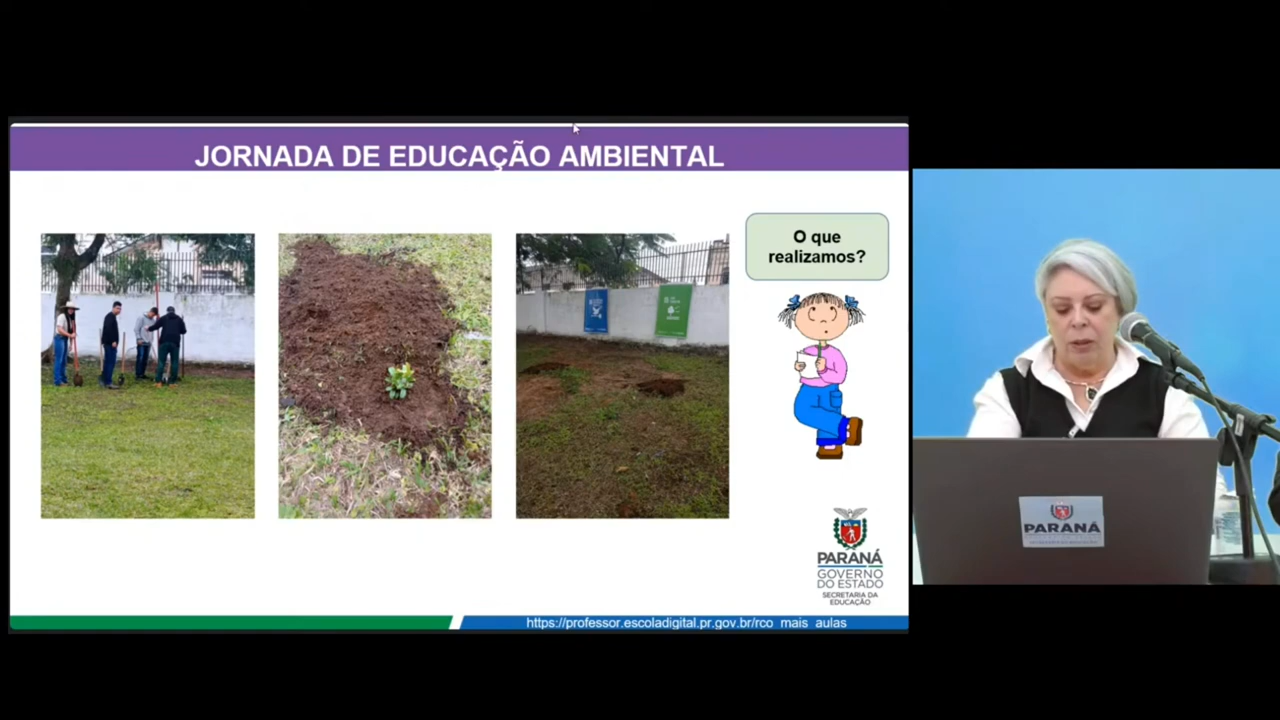 JORNADA DE EDUCAÇÃO AMBIENTAL
O que
realizamos?
PARANÁ
GOVERNO
DO ESTADO
SECRETARIA DA
EDUCAÇÃO
https://professor.escoladigital.pr.gov.br/rco_mais_aulas
PARANÁ